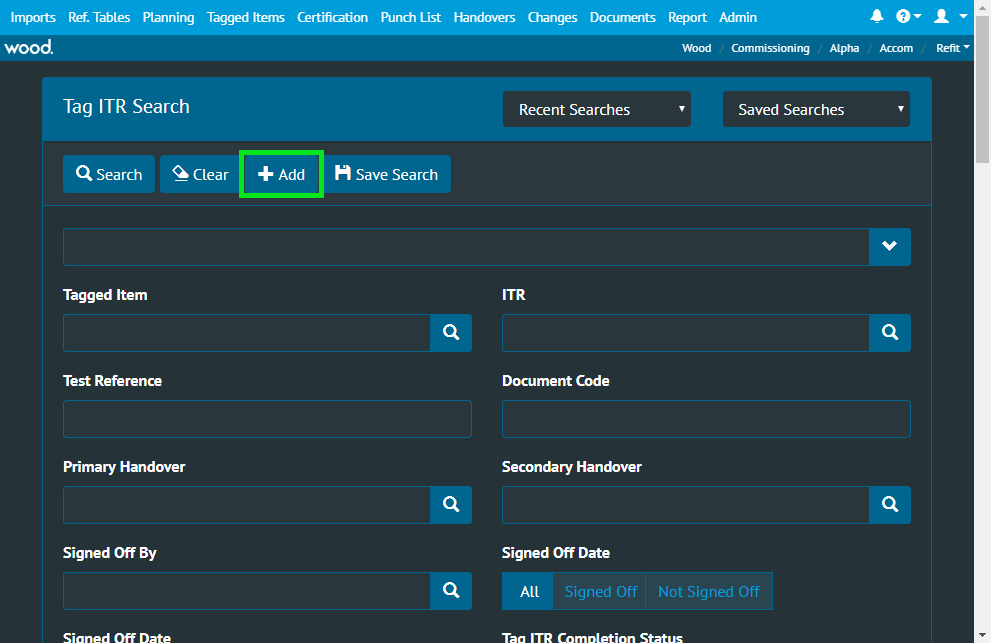 Imports Ref. Tables Planning Tagged Items Certification Punch List Handovers Changes Documents Report Admin
wood. Wood / Commissioning / Alpha / Accom / Refit
Tag ITR Search Recent Searches Saved Searches
Search Clear Add Save Search
Tagged Item ITR
Test Reference Document Code
Primary Handover Secondary Handover
Signed Off By Signed Off Date
All Signed Off Not Signed Off
Signed Off Date Tag ITR Completion Status